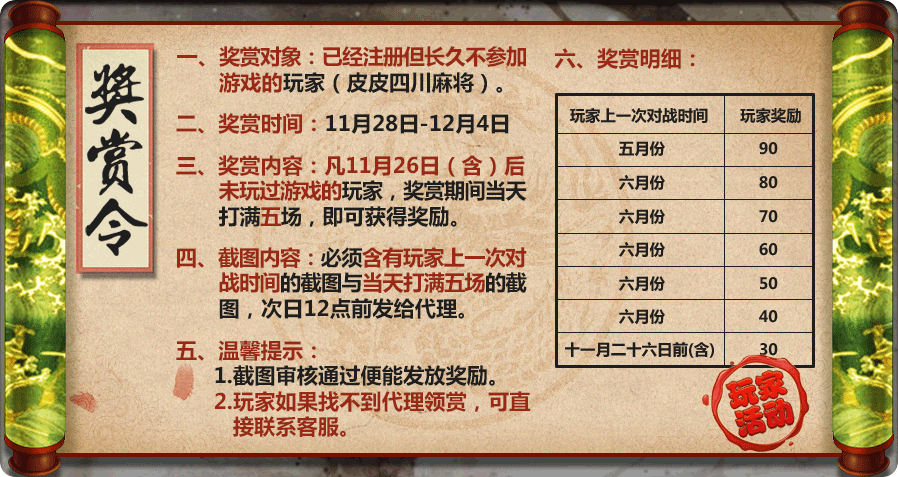 奖赏令
一、奖赏对象：已经注册但长久不参加
游戏的玩家（皮皮四川麻将）。
二、奖赏时间：11月28日-12月4日
三、奖赏内容：凡11月26日（含）后
未玩过游戏的玩家，奖赏期间当天
打满五场，即可获得奖励。
四、截图内容：必须含有玩家上一次对
战时间的截图与当天打满五场的截
图，次日12点前发给代理。
五、温馨提示：
1.截图审核通过便能发放奖励。
2.玩家如果找不到代理领赏，可直
接联系客服。
六、奖赏明细：
玩家上一次对战时间 玩家奖励
五月份 90
六月份 80
六月份 70
六月份 60
六月份 50
六月份 40
十一月二十六日前(含) 30
玩家
活动